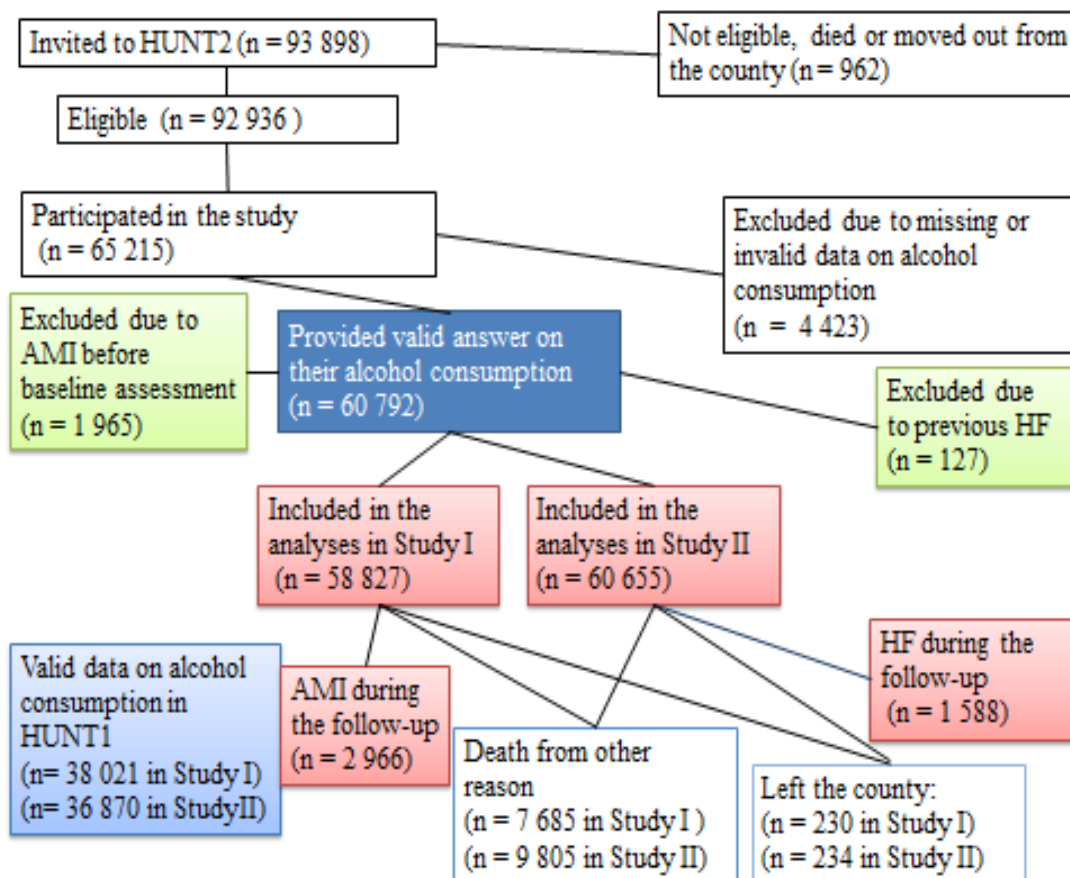 Invited to HUNT2 (n = 93 898)
Not eligible, died or moved out from
the county (n = 962)
Eligible (n = 92 936 )
Participated in the study
(n = 65 215)
Excluded due to missing or
invalid data on alcohol
consumption
(n = 4 423)
Excluded due to
AMI before
baseline assessment
(n = 1 965)
Provided valid answer on
their alcohol consumption
(n = 60 792)
Excluded due
to previous HF
(n = 127)
Included in the
analyses in Study I
(n = 58 827)
Included in the
analyses in Study II
(n = 60 655)
Valid data on alcohol
consumption in
HUNT1
(n= 38 021 in Study I)
(n= 36 870 in StudyII)
AMI during
the follow-up
(n = 2 966)
HF during the
follow-up
(n = 1 588)
Death from other
reason
(n = 7 685 in Study I )
(n = 9 805 in Study II)
Left the county:
(n = 230 in Study I)
(n = 234 in Study II)